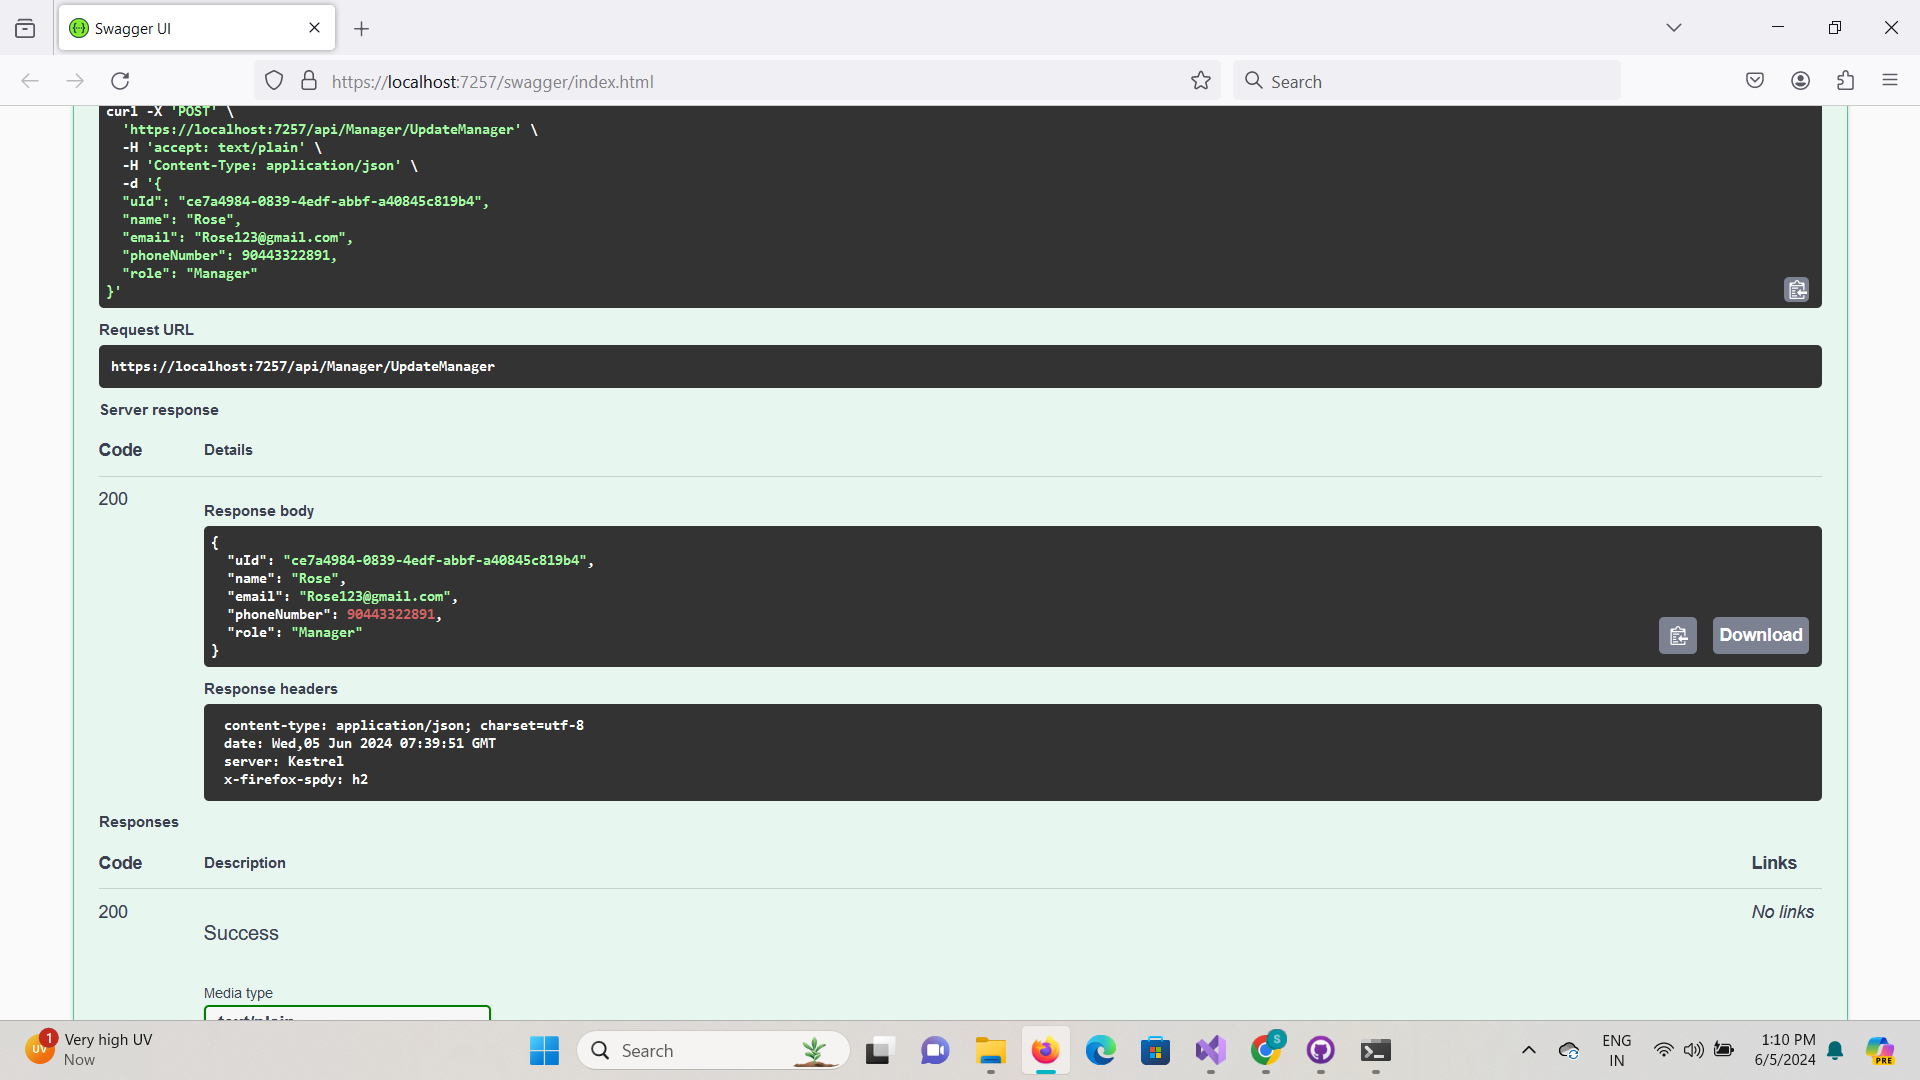 Swagger UI
https://localhost:7257/swagger/index.html
Search
curl -X 'POST' \
'https://localhost:7257/api/Manager/UpdateManager' \
-H 'accept: text/plain' \
-H 'Content-Type: application/json' \
-d '{
"uId": "ce7a4984-0839-4edf-abbf-a40845c819b4",
"name": "Rose",
"email": "Rose123@gmail.com",
"phoneNumber": 90443322891,
"role": "Manager"
}'
Request URL
https://localhost:7257/api/Manager/UpdateManager
Server response
Code Details
200
Response body
{
"uId": "ce7a4984-0839-4edf-abbf-a40845c819b4",
"name": "Rose",
"email": "Rose123@gmail.com",
"phoneNumber": 90443322891,
"role": "Manager"
}
Download
Response headers
content-type: application/json; charset=utf-8
date: Wed,05 Jun 2024 07:39:51 GMT
server: Kestrel
x-firefox-spdy: h2
Responses
Code Description Links
200 No links
Success
Media type
text/plain
UV 1 Very high UV
Now
Search
S
ENG
IN
1:10 PM
6/5/2024
PRE